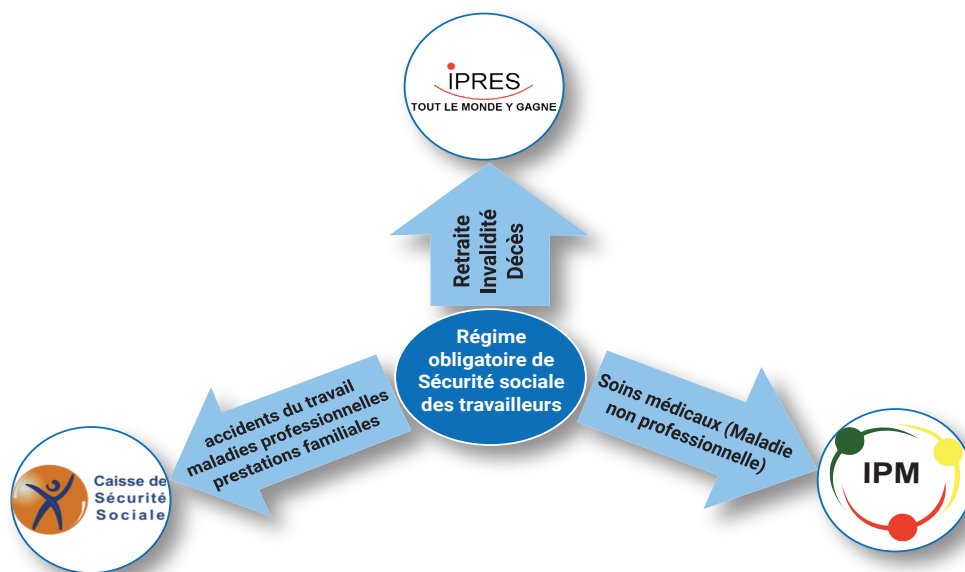 iPRES
TOUT LE MONDE Y GAGNE
Retraite
Invalidité
Décès
Régime
obligatoire de
Sécurité sociale
des travailleurs
accidents du travail
maladies professionnelles
prestations familiales
Soins médicaux (Maladie
non professionnelle)
Caisse de
Sécurité
Sociale
IPM